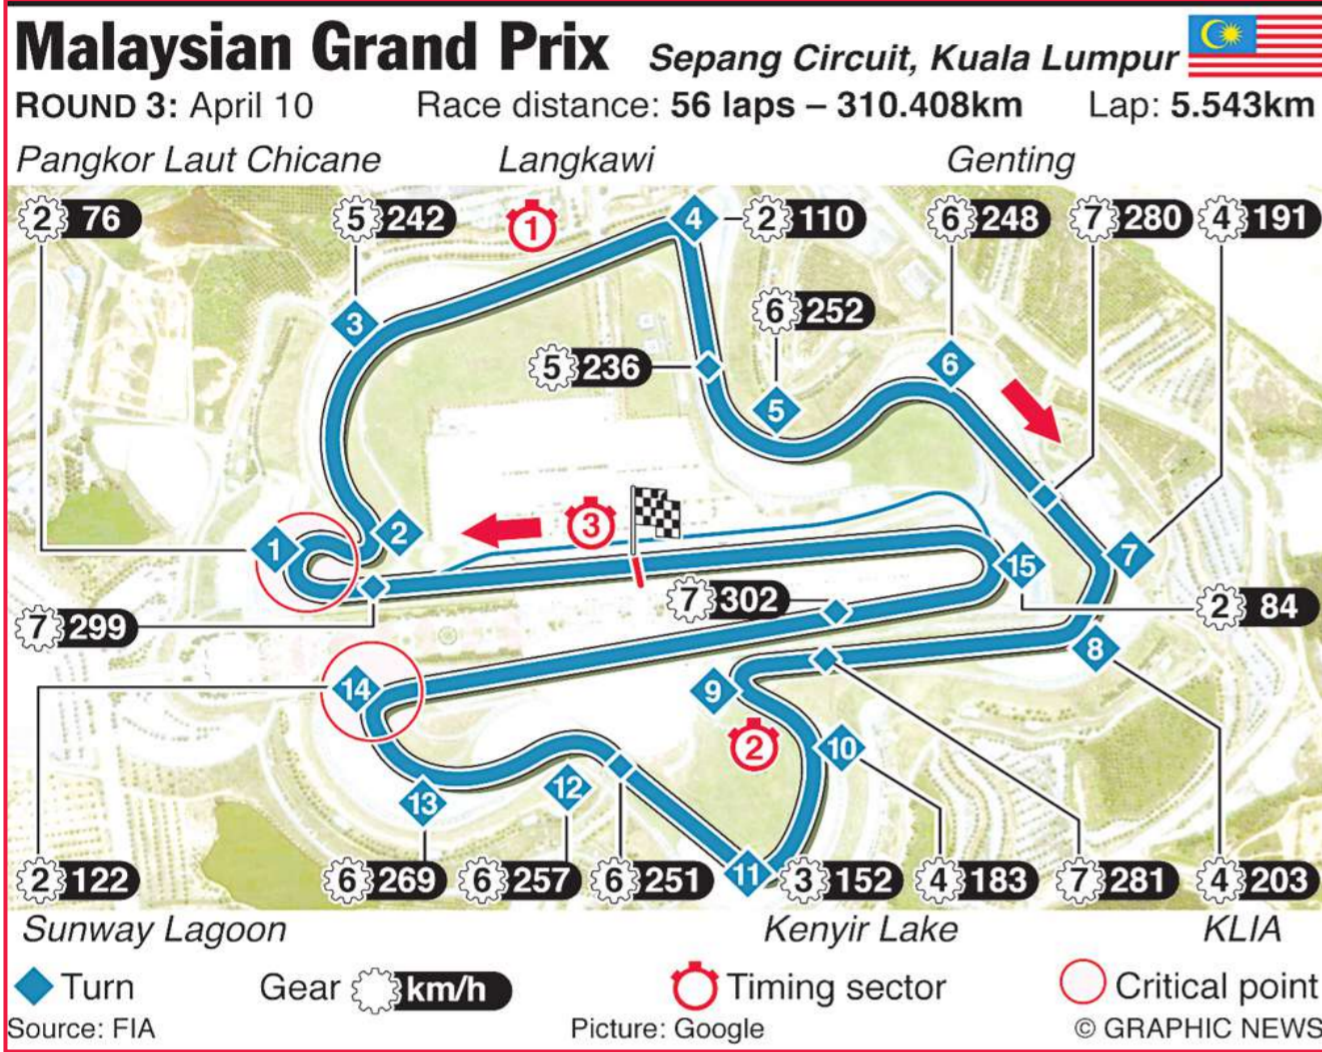 Malaysian Grand Prix Sepang Circuit, Kuala Lumpur
ROUND 3: April 10 Race distance: 56 laps – 310.408km Lap: 5.543km
Pangkor Laut Chicane Langkawi Genting
2 76 5 242 1 4 2 110 6 248 7 280 4 191
3 6 252
5 236 6
5
1 2 3 7
15
7 299 7 302 2 84
14 9 8
2 10
13 12
2 122 6 269 6 257 6 251 11 3 152 4 183 7 281 4 203
Sunway Lagoon Kenyir Lake KLIA
Turn Gear km/h Timing sector Critical point
Source: FIA Picture: Google © GRAPHIC NEWS